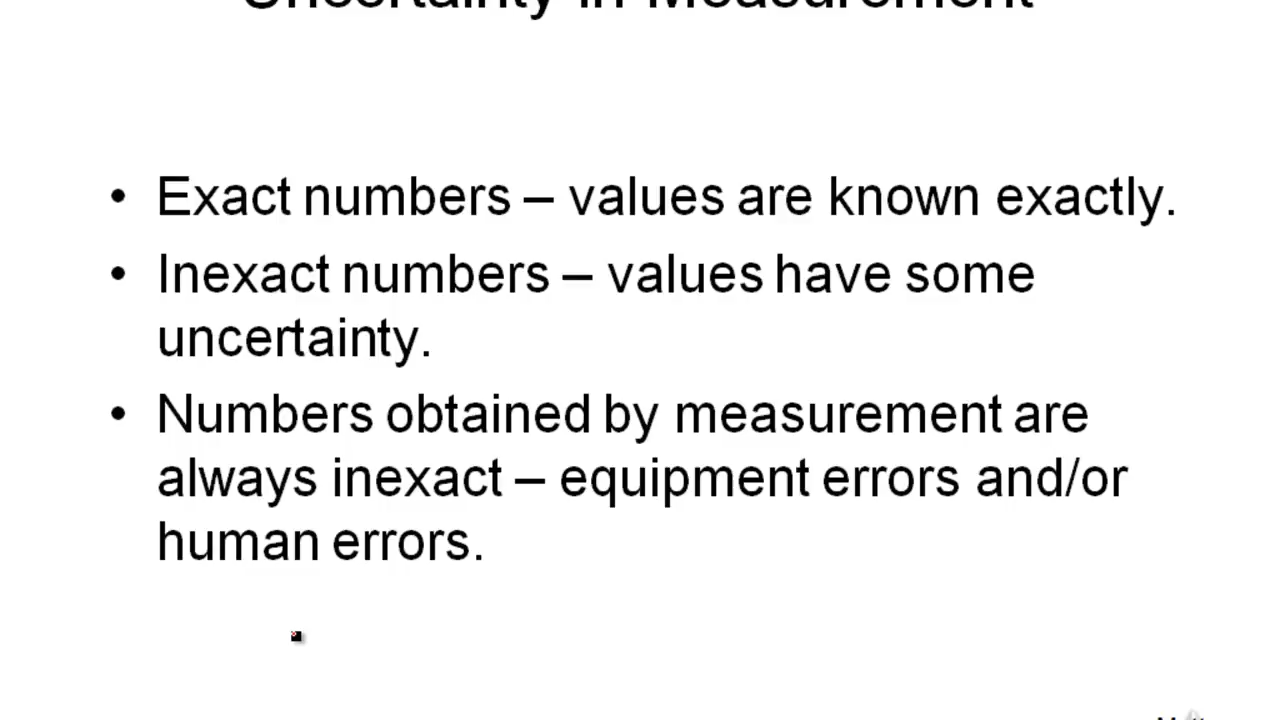 Uncertainty in Measurement
• Exact numbers – values are known exactly.
• Inexact numbers – values have some
uncertainty.
• Numbers obtained by measurement are
always inexact – equipment errors and/or
human errors.